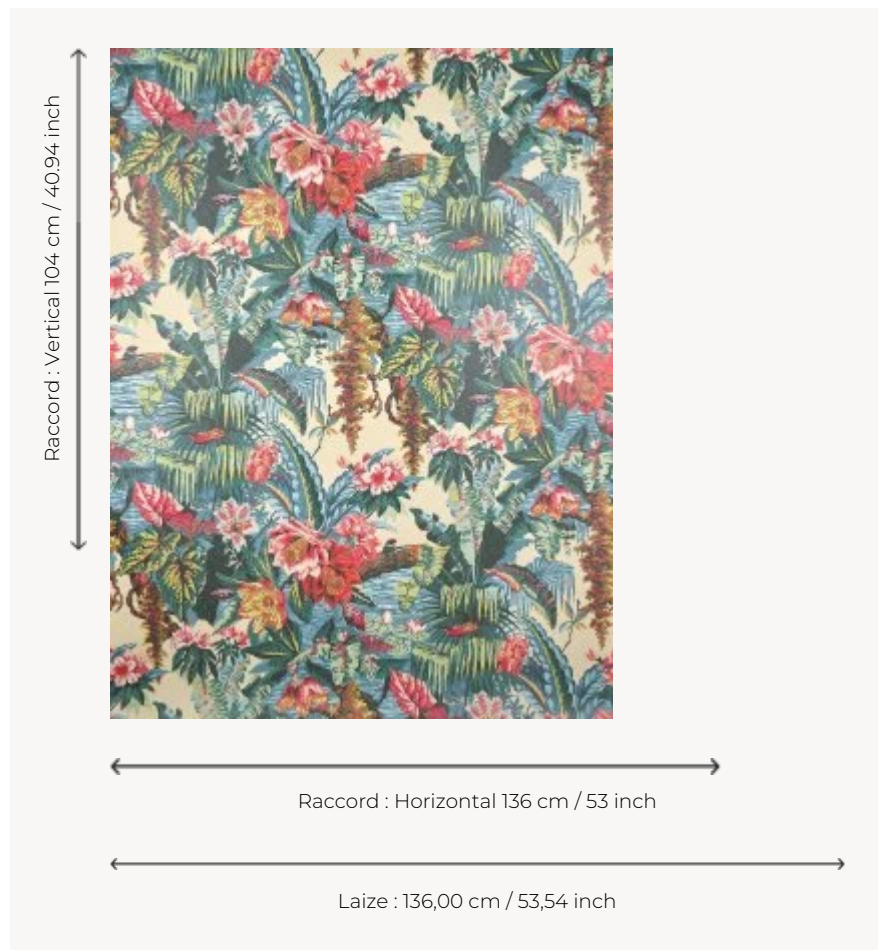 Raccord : Vertical 104 cm / 40.94 inch
Raccord : Horizontal 136 cm / 53 inch
Laize : 136,00 cm / 53,54 inch